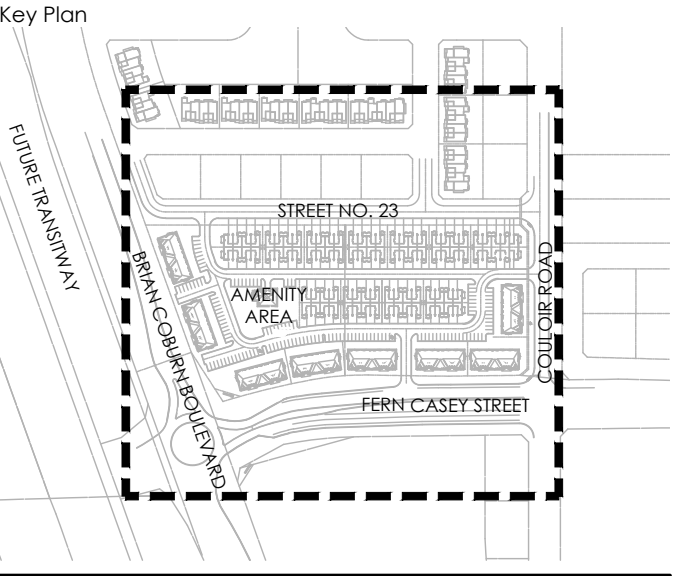 Key Plan
FUTURE TRANSITWAY
STREET NO. 23
BRIAN COBURN BOULEVARD
AMENITY
AREA
COULOIR ROAD
FERN CASEY STREET